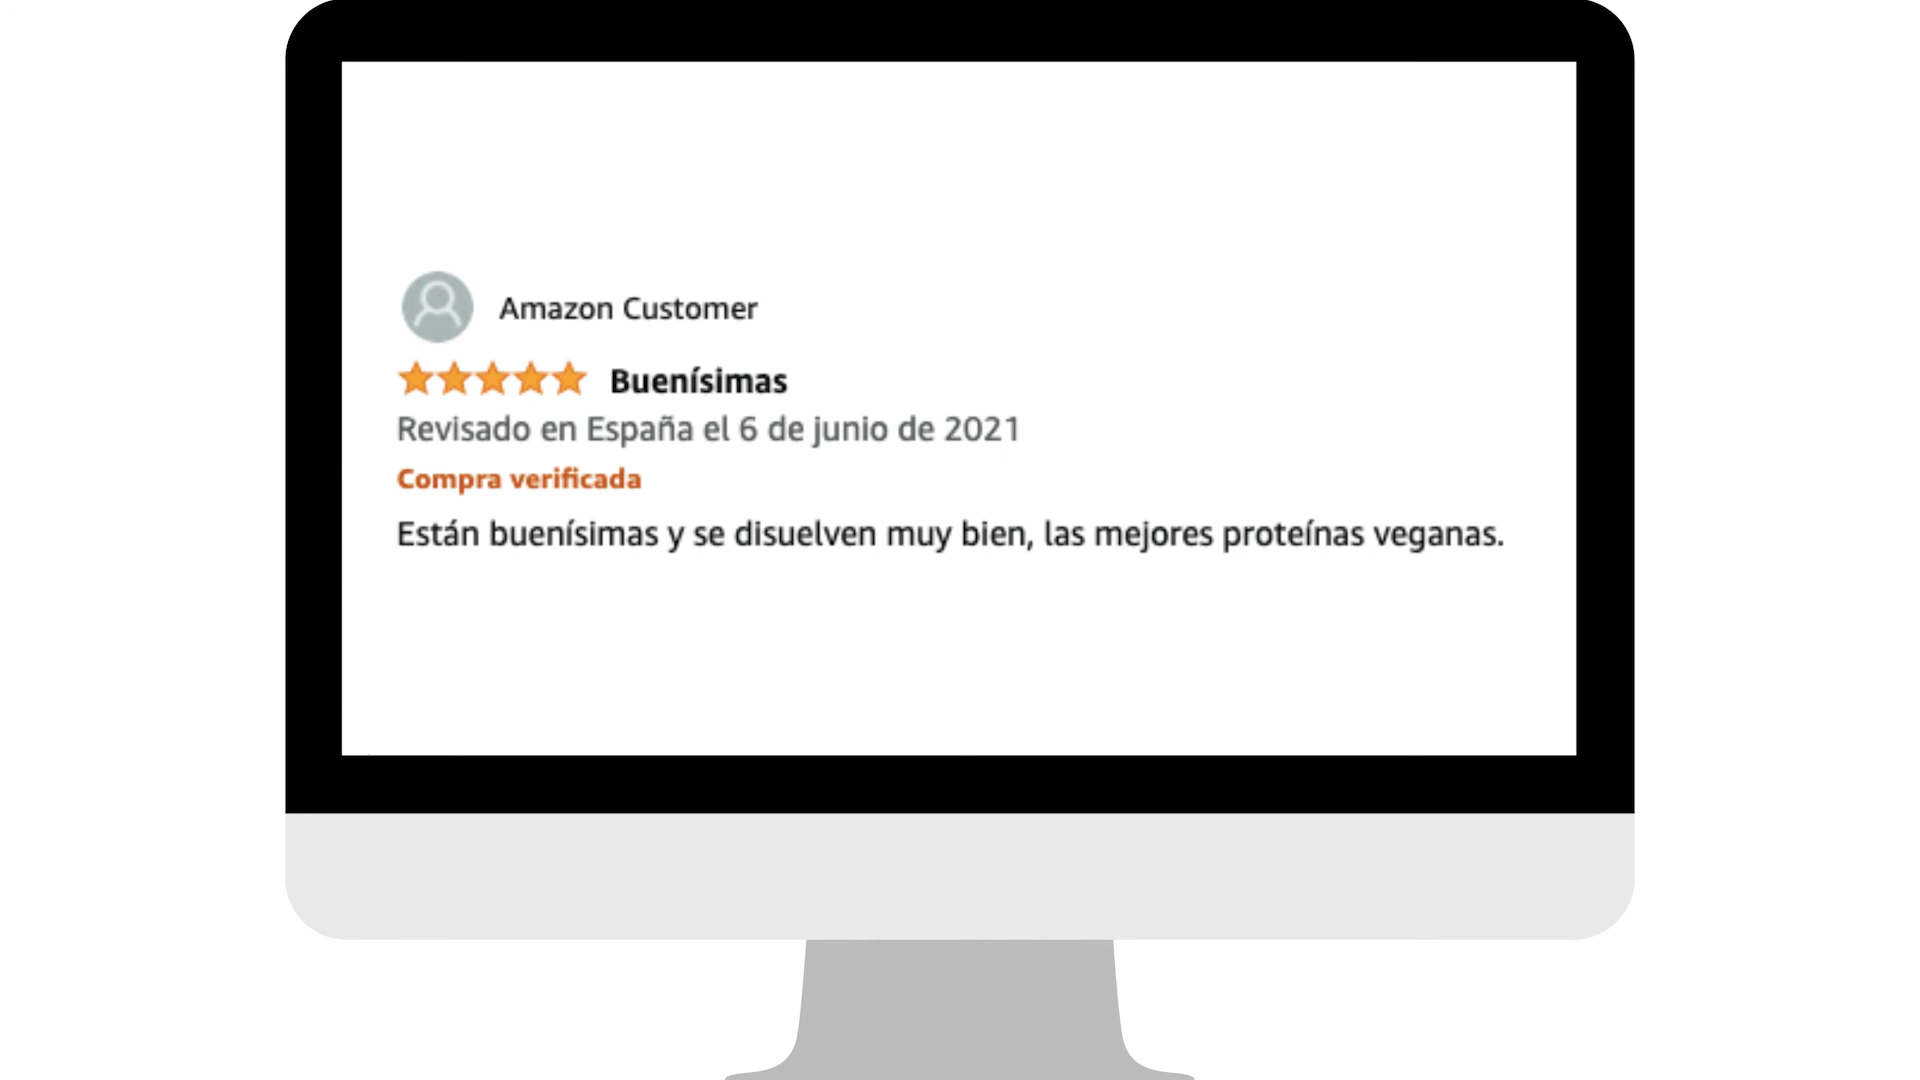 Amazon Customer
Buenísimas
Revisado en España el 6 de junio de 2021
Compra verificada
Están buenísimas y se disuelven muy bien, las mejores proteínas veganas.